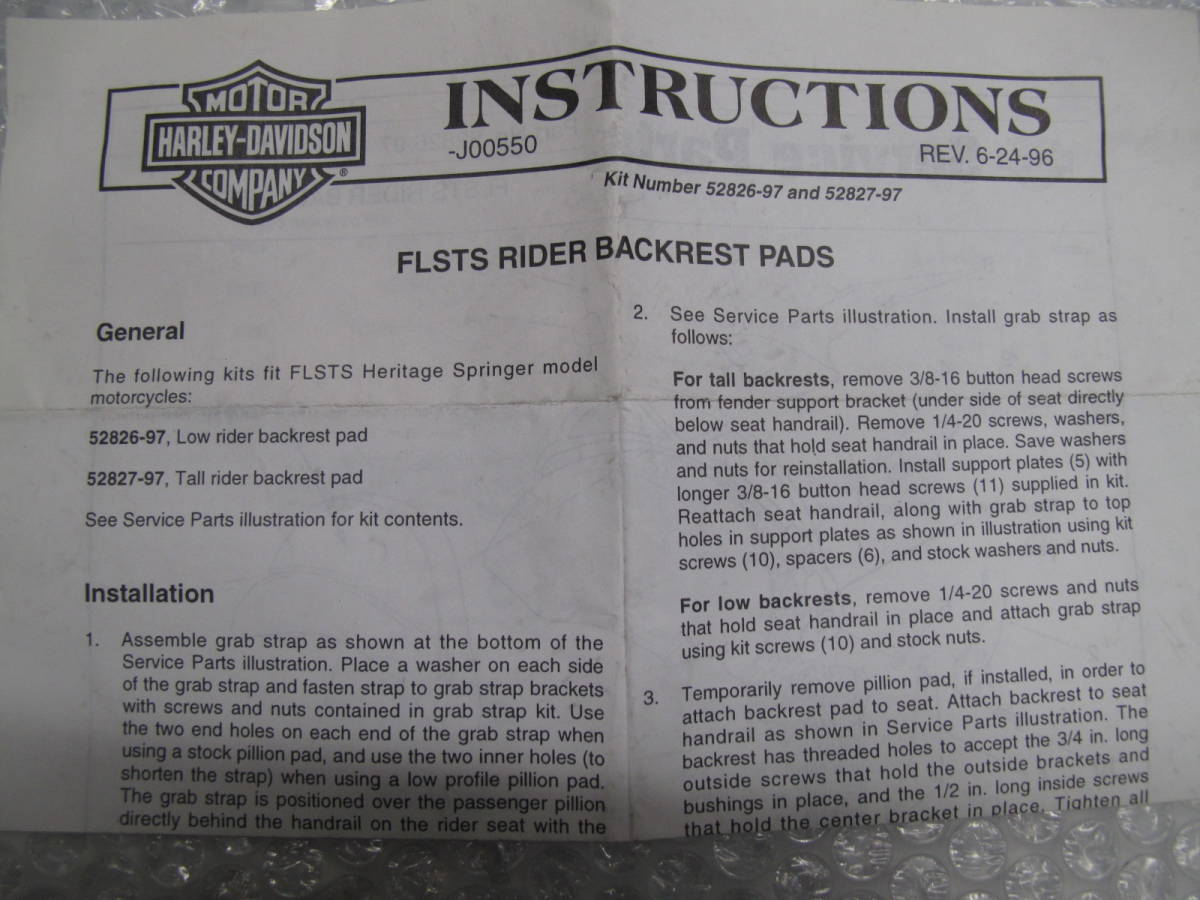 MOTOR
HARLEY-DAVIDSON
COMPANY
®
INSTRUCTIONS
-J00550
REV. 6-24-96
Kit Number 52826-97 and 52827-97
FLSTS RIDER BACKREST PADS
General
The following kits fit FLSTS Heritage Springer model
motorcycles:
52826-97, Low rider backrest pad
52827-97, Tall rider backrest pad
See Service Parts illustration for kit contents.
Installation
1. Assemble grab strap as shown at the bottom of the
Service Parts illustration. Place a washer on each side
of the grab strap and fasten strap to grab strap brackets
with screws and nuts contained in grab strap kit. Use
the two end holes on each end of the grab strap when
using a stock pillion pad, and use the two inner holes (to
shorten the strap) when using a low profile pillion pad.
The grab strap is positioned over the passenger pillion
directly behind the handrail on the rider seat with the
2. See Service Parts illustration. Install grab strap as
follows:
For tall backrests, remove 3/8-16 button head screws
from fender support bracket (under side of seat directly
below seat handrail). Remove 1/4-20 screws, washers,
and nuts that hold seat handrail in place. Save washers
and nuts for reinstallation. Install support plates (5) with
longer 3/8-16 button head screws (11) supplied in kit.
Reattach seat handrail, along with grab strap to top
holes in support plates as shown in illustration using kit
screws (10), spacers (6), and stock washers and nuts.
For low backrests, remove 1/4-20 screws and nuts
that hold seat handrail in place and attach grab strap
using kit screws (10) and stock nuts.
3. Temporarily remove pillion pad, if installed, in order to
attach backrest pad to seat. Attach backrest to seat
handrail as shown in Service Parts illustration. The
backrest has threaded holes to accept the 3/4 in. long
outside screws that hold the outside brackets and
bushings in place, and the 1/2 in. long inside screws
that hold the center bracket in place. Tighten all